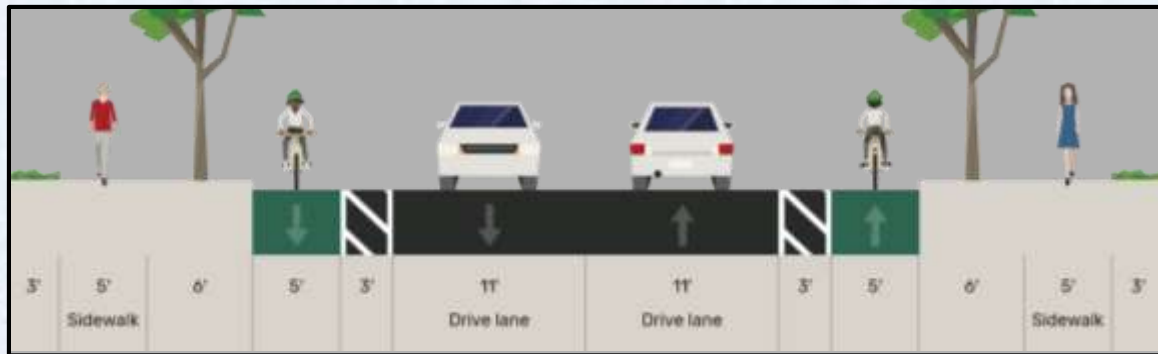 3' 5' 6' 5' 3' 11' 11' 3' 5' 6' 5' 3'
Sidewalk Drive lane Drive lane Sidewalk